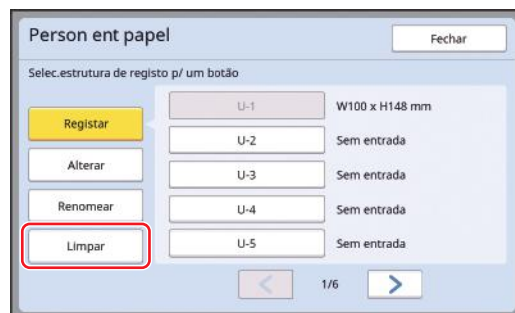 Person ent papel
Fechar
Selec.estrutura de registo p/ um botão
Registar
Alterar
Renomear
Limpar
U-1 W100 x H148 mm
U-2 Sem entrada
U-3 Sem entrada
U-4 Sem entrada
U-5 Sem entrada
1/6